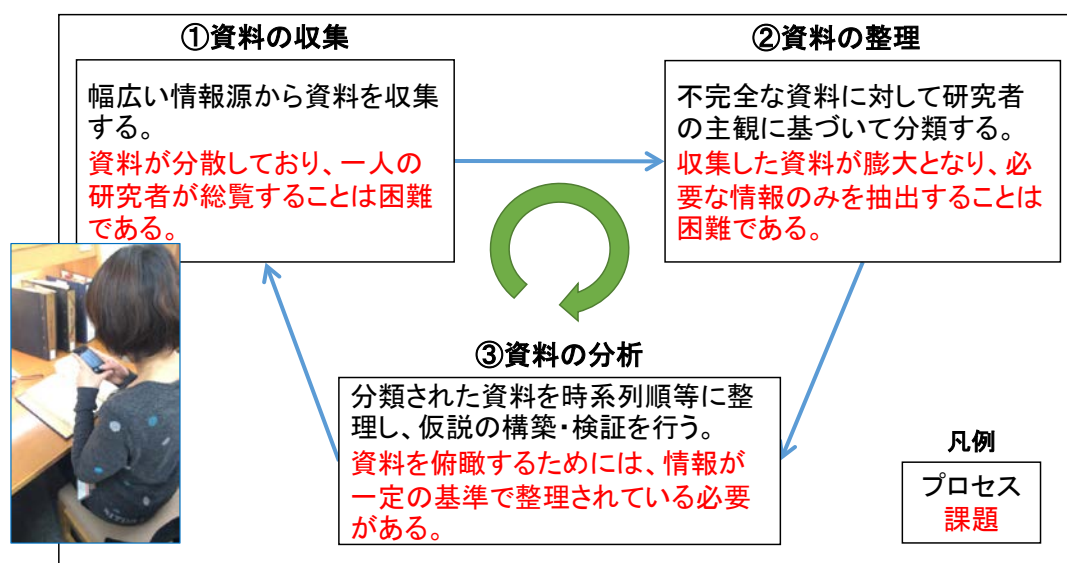 ①資料の収集
幅広い情報源から資料を収集
する。
資料が分散しており、一人の
研究者が総覧することは困難
である。
②資料の整理
不完全な資料に対して研究者
の主観に基づいて分類する。
収集した資料が膨大となり、必
要な情報のみを抽出することは
困難である。
③資料の分析
分類された資料を時系列順等に整
理し、仮説の構築・検証を行う。
資料を俯瞰するためには、情報が
一定の基準で整理されている必要
がある。
凡例
プロセス
課題